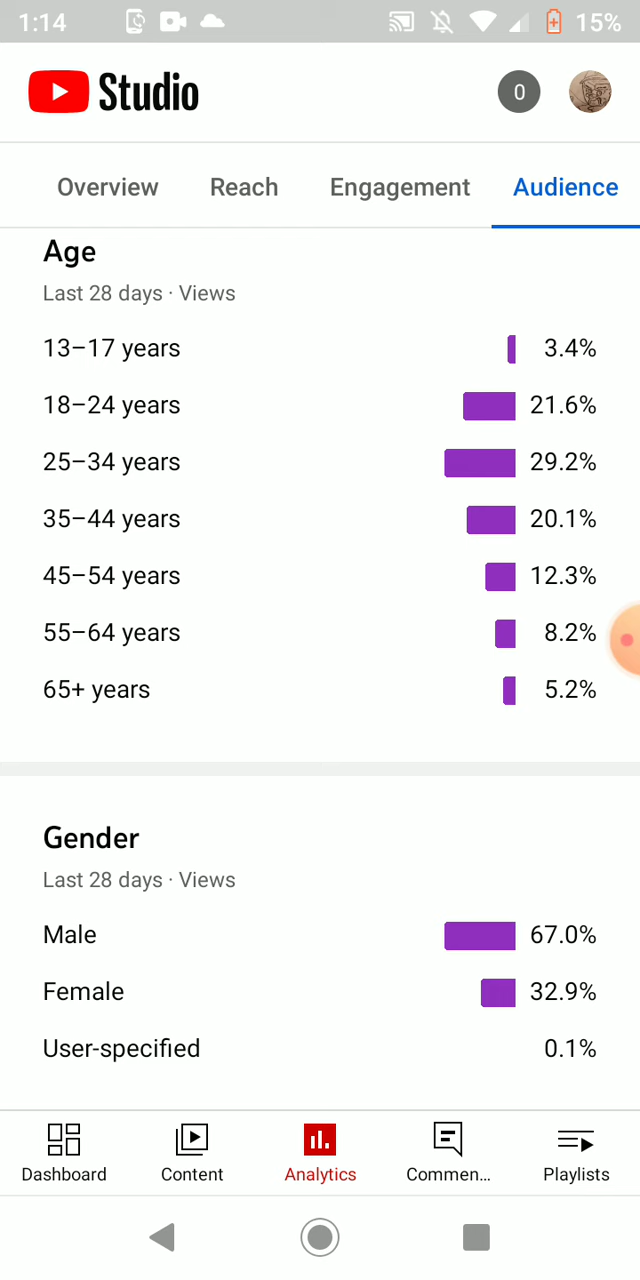 1:14 15%
Studio 0
Overview Reach Engagement Audience
Age
Last 28 days · Views
13–17 years 3.4%
18–24 years 21.6%
25–34 years 29.2%
35–44 years 20.1%
45–54 years 12.3%
55–64 years 8.2%
65+ years 5.2%
Gender
Last 28 days · Views
Male 67.0%
Female 32.9%
User-specified 0.1%
Dashboard Content Analytics Commen... Playlists